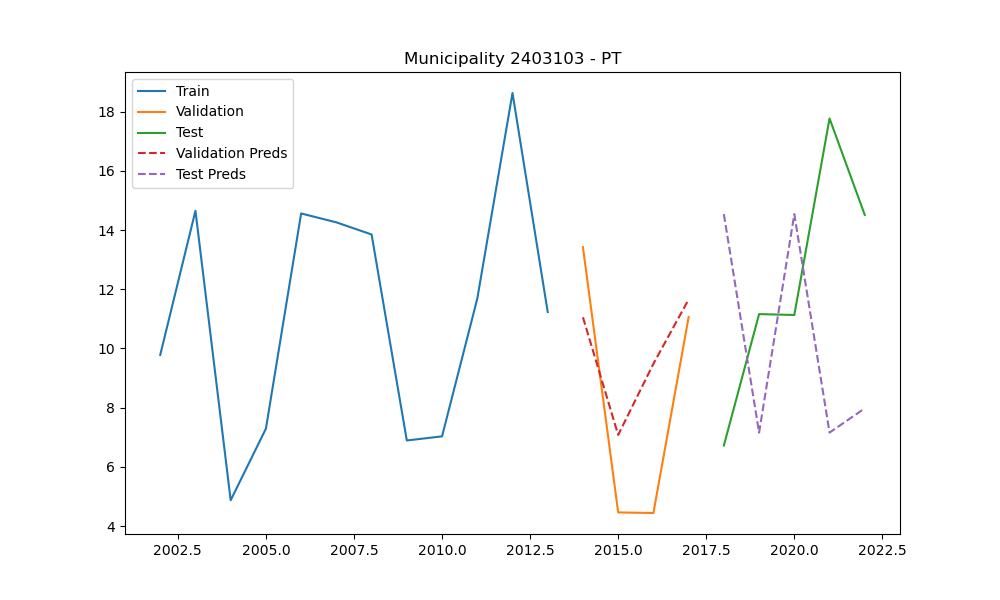 Municipality 2403103 - PT
Train
Validation
Test
Validation Preds
Test Preds
18
16
14
12
10
8
6
4
2002.5 2005.0 2007.5 2010.0 2012.5 2015.0 2017.5 2020.0 2022.5